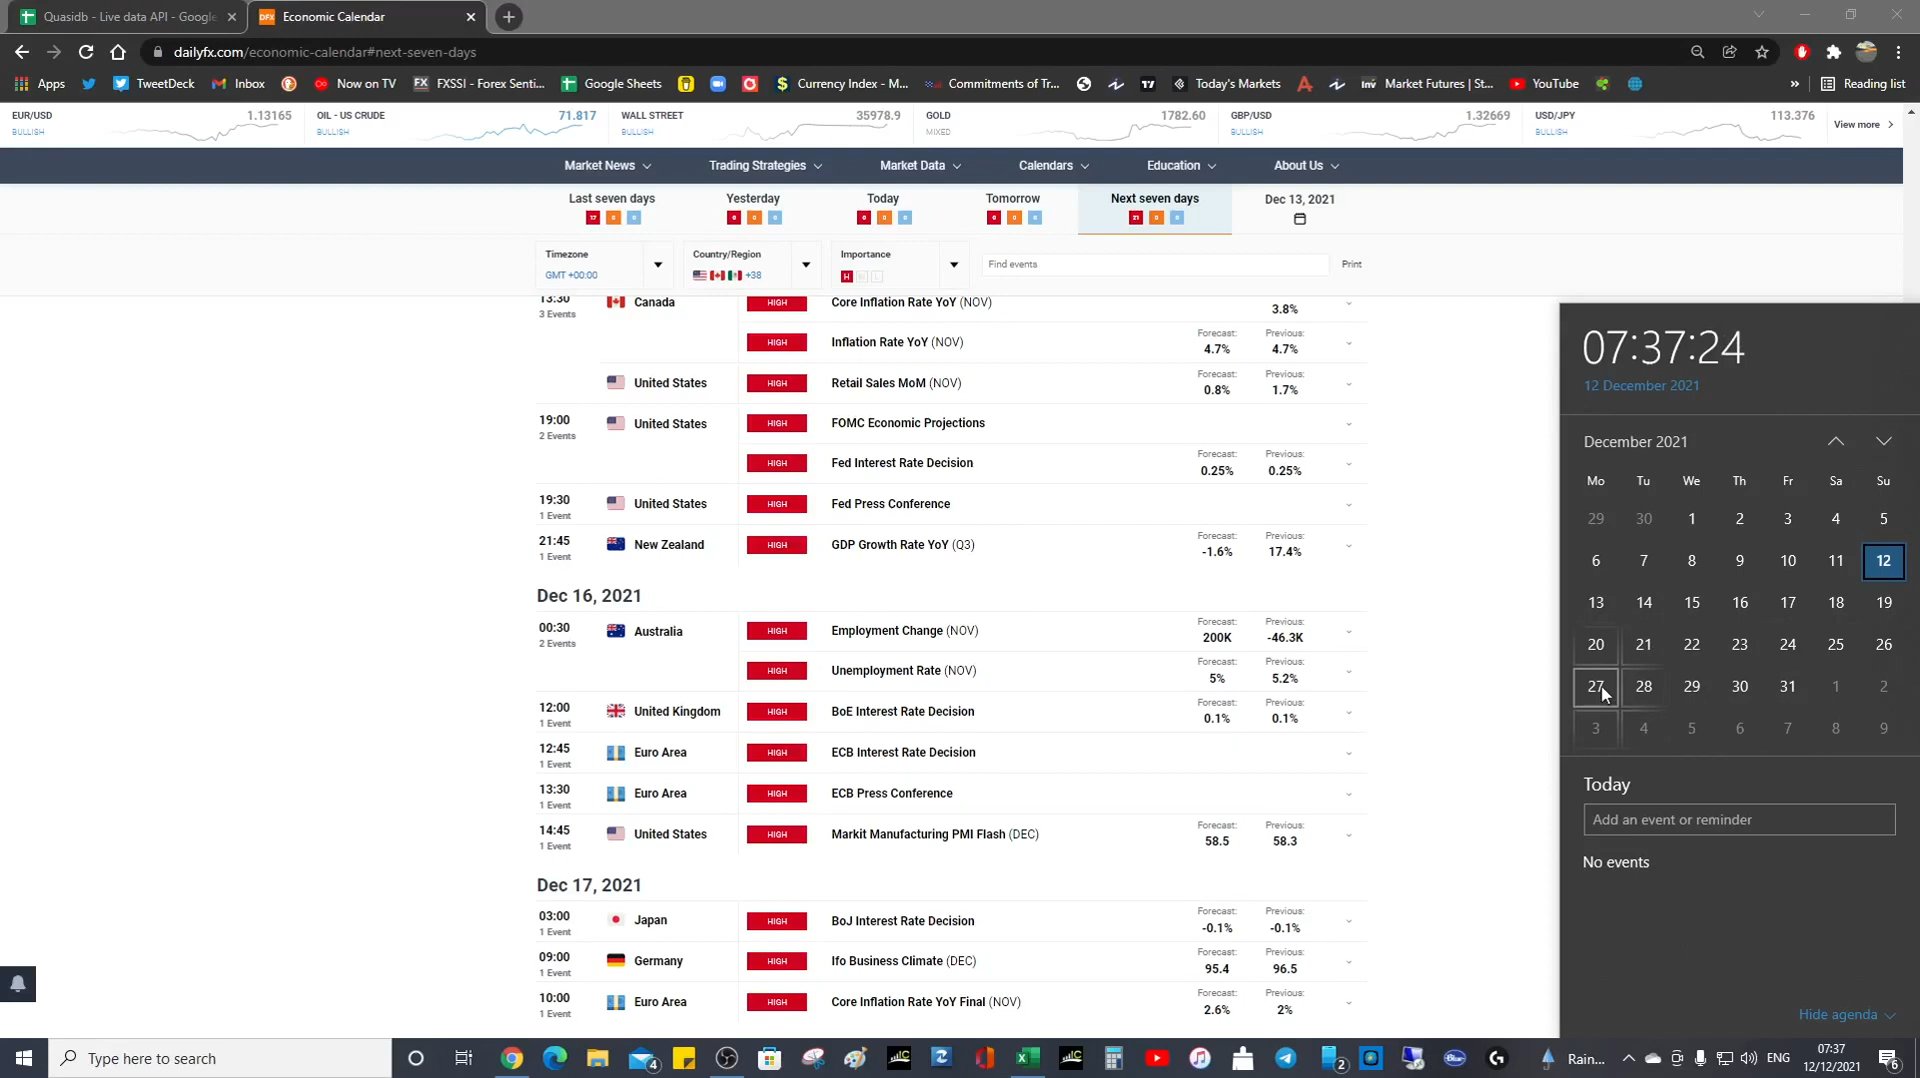 Quasidb - Live data API - Google
DFX Economic Calendar
dailyfx.com/economic-calendar#next-seven-days
Apps TweetDeck Inbox Now on TV FXSSI - Forex Senti... Google Sheets Currency Index - M... Commitments of Tr... Today's Markets Market Futures | St... YouTube » Reading list
EUR/USD 1.13165 OIL - US CRUDE 71.817 WALL STREET 35978.9 GOLD 1782.60 GBP/USD 1.32669 USD/JPY 113.376 View more
BULLISH BULLISH BULLISH MIXED BULLISH BULLISH
Market News Trading Strategies Market Data Calendars Education About Us
Last seven days Yesterday Today Tomorrow Next seven days Dec 13, 2021
Timezone Country/Region Importance Find events Print
GMT +00:00 +38 H M L
13:30 Canada HIGH Core Inflation Rate YoY (NOV) 3.8%
3 Events
HIGH Inflation Rate YoY (NOV) Forecast: 4.7% Previous: 4.7%
United States HIGH Retail Sales MoM (NOV) Forecast: 0.8% Previous: 1.7%
19:00 United States HIGH FOMC Economic Projections
2 Events
HIGH Fed Interest Rate Decision Forecast: 0.25% Previous: 0.25%
19:30 United States HIGH Fed Press Conference
1 Event
21:45 New Zealand HIGH GDP Growth Rate YoY (Q3) Forecast: -1.6% Previous: 17.4%
1 Event
Dec 16, 2021
00:30 Australia HIGH Employment Change (NOV) Forecast: 200K Previous: -46.3K
2 Events
HIGH Unemployment Rate (NOV) Forecast: 5% Previous: 5.2%
12:00 United Kingdom HIGH BoE Interest Rate Decision Forecast: 0.1% Previous: 0.1%
1 Event
12:45 Euro Area HIGH ECB Interest Rate Decision
1 Event
13:30 Euro Area HIGH ECB Press Conference
1 Event
14:45 United States HIGH Markit Manufacturing PMI Flash (DEC) Forecast: 58.5 Previous: 58.3
1 Event
Dec 17, 2021
03:00 Japan HIGH BoJ Interest Rate Decision Forecast: -0.1% Previous: -0.1%
1 Event
09:00 Germany HIGH Ifo Business Climate (DEC) Forecast: 95.4 Previous: 96.5
1 Event
10:00 Euro Area HIGH Core Inflation Rate YoY Final (NOV) Forecast: 2.6% Previous: 2%
1 Event
07:37:24
12 December 2021
December 2021
Mo Tu We Th Fr Sa Su
29 30 1 2 3 4 5
6 7 8 9 10 11 12
13 14 15 16 17 18 19
20 21 22 23 24 25 26
27 28 29 30 31 1 2
3 4 5 6 7 8 9
Today
Add an event or reminder
No events
Hide agenda
Type here to search
4
2
Rain...
ENG
07:37
12/12/2021
6